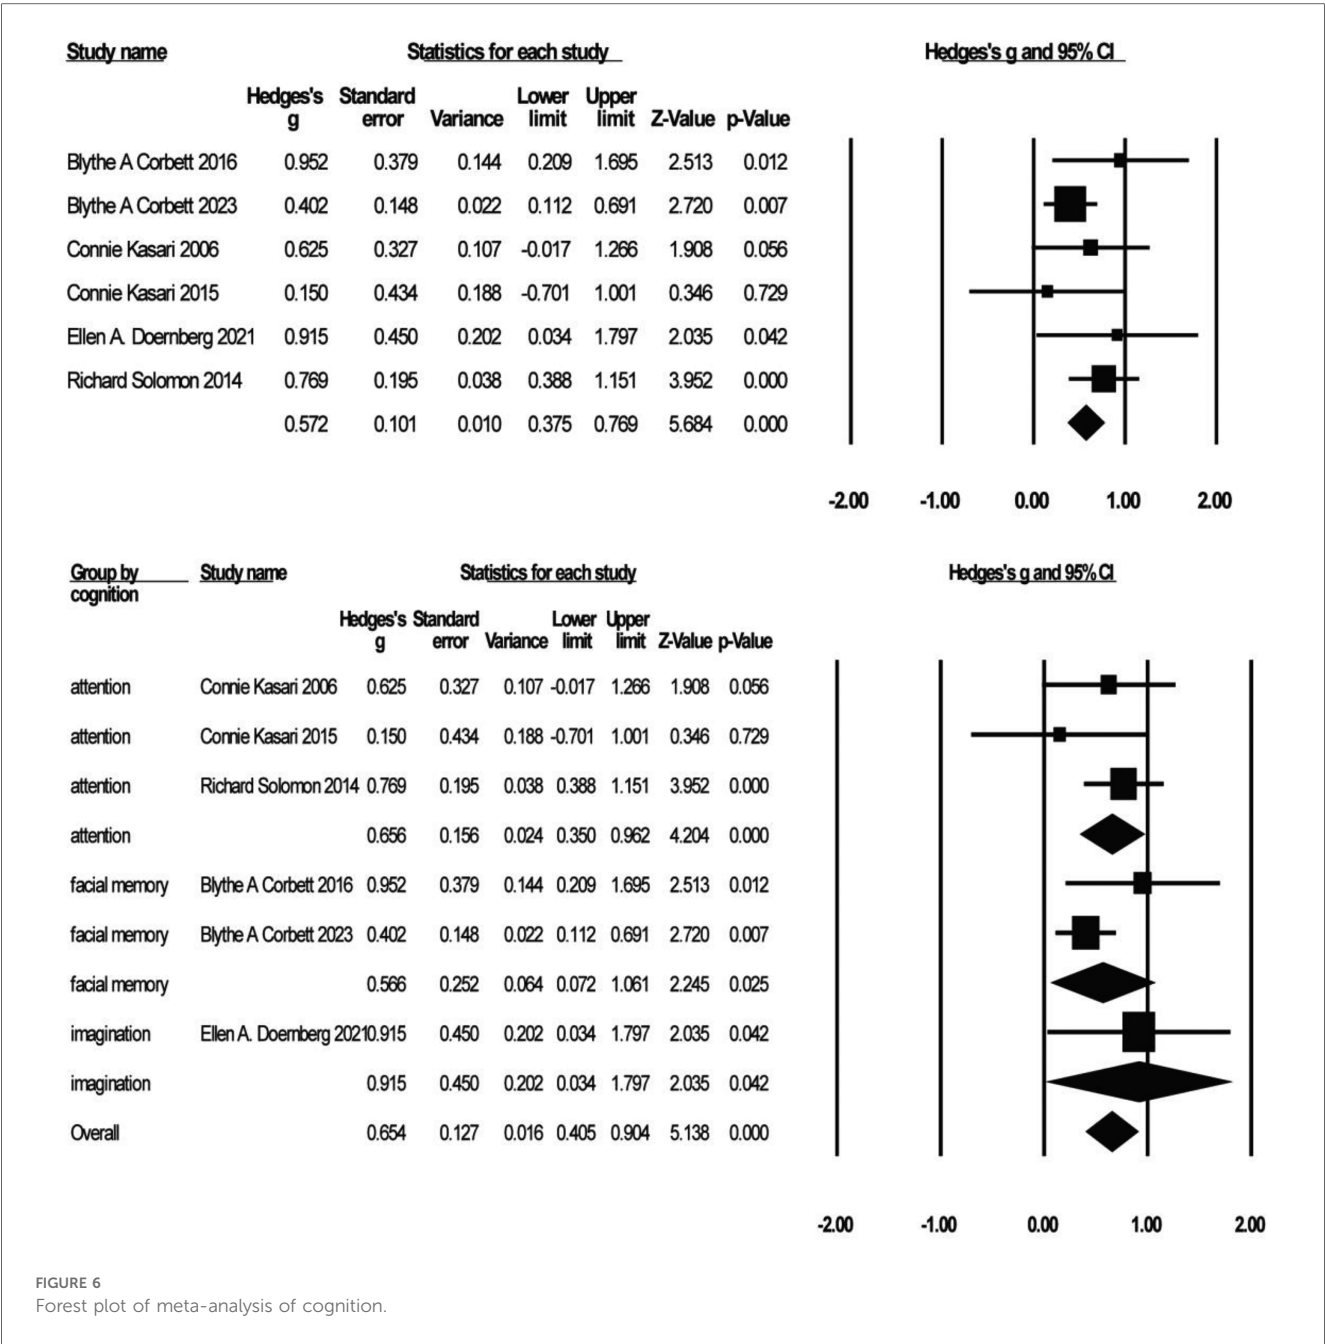 Study name Statistics for each study Hedges's g and 95% CI
Hedges's Standard Lower Upper
g error Variance limit limit Z-Value p-Value
Blythe A Corbett 2016 0.952 0.379 0.144 0.209 1.695 2.513 0.012
Blythe A Corbett 2023 0.402 0.148 0.022 0.112 0.691 2.720 0.007
Connie Kasari 2006 0.625 0.327 0.107 -0.017 1.266 1.908 0.056
Connie Kasari 2015 0.150 0.434 0.188 -0.701 1.001 0.346 0.729
Ellen A. Doernberg 2021 0.915 0.450 0.202 0.034 1.797 2.035 0.042
Richard Solomon 2014 0.769 0.195 0.038 0.388 1.151 3.952 0.000
0.572 0.101 0.010 0.375 0.769 5.684 0.000
-2.00 -1.00 0.00 1.00 2.00
Group by Study name Statistics for each study Hedges's g and 95% CI
cognition
Hedges's Standard Lower Upper
g error Variance limit limit Z-Value p-Value
attention Connie Kasari 2006 0.625 0.327 0.107 -0.017 1.266 1.908 0.056
attention Connie Kasari 2015 0.150 0.434 0.188 -0.701 1.001 0.346 0.729
attention Richard Solomon 2014 0.769 0.195 0.038 0.388 1.151 3.952 0.000
attention 0.656 0.156 0.024 0.350 0.962 4.204 0.000
facial memory Blythe A Corbett 2016 0.952 0.379 0.144 0.209 1.695 2.513 0.012
facial memory Blythe A Corbett 2023 0.402 0.148 0.022 0.112 0.691 2.720 0.007
facial memory 0.566 0.252 0.064 0.072 1.061 2.245 0.025
imagination Ellen A. Doernberg 2021 0.915 0.450 0.202 0.034 1.797 2.035 0.042
imagination 0.915 0.450 0.202 0.034 1.797 2.035 0.042
Overall 0.654 0.127 0.016 0.405 0.904 5.138 0.000
-2.00 -1.00 0.00 1.00 2.00
FIGURE 6
Forest plot of meta-analysis of cognition.